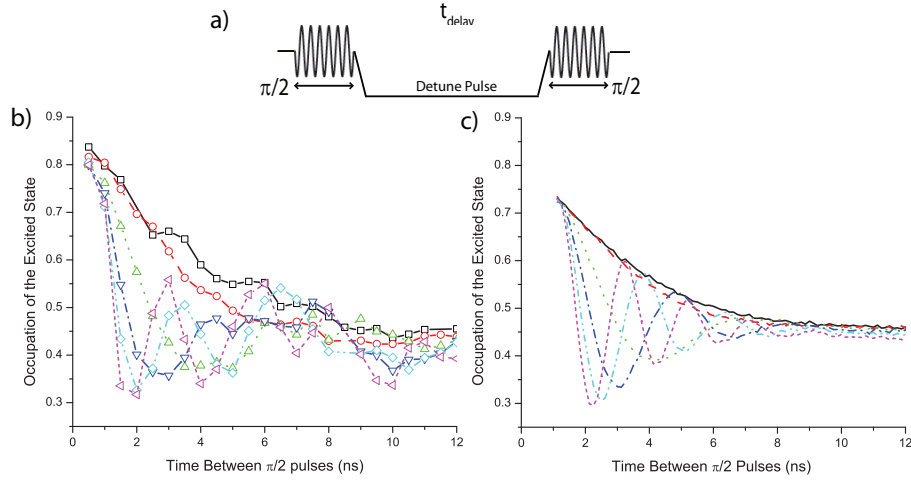 a)
t_delay
π/2
Detune Pulse
π/2
b)
0.9
0.8
0.7
0.6
0.5
0.4
0.3
Occupation of the Excited State
0
2
4
6
8
10
12
Time Between π/2 pulses (ns)
c)
0.9
0.8
0.7
0.6
0.5
0.4
0.3
Occupation of the Excited State
0
2
4
6
8
10
12
Time Between π/2 Pulses (ns)